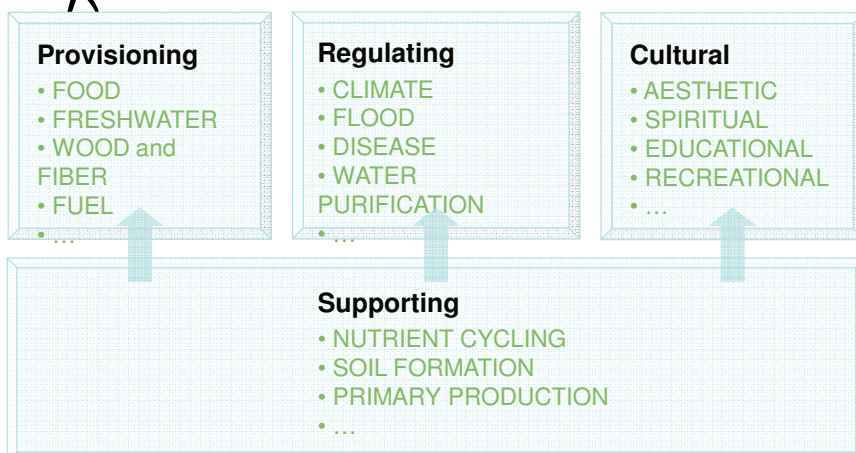 Provisioning
• FOOD
• FRESHWATER
• WOOD and
FIBER
• FUEL
• ...
Regulating
• CLIMATE
• FLOOD
• DISEASE
• WATER
PURIFICATION
• ...
Cultural
• AESTHETIC
• SPIRITUAL
• EDUCATIONAL
• RECREATIONAL
• ...
Supporting
• NUTRIENT CYCLING
• SOIL FORMATION
• PRIMARY PRODUCTION
• ...